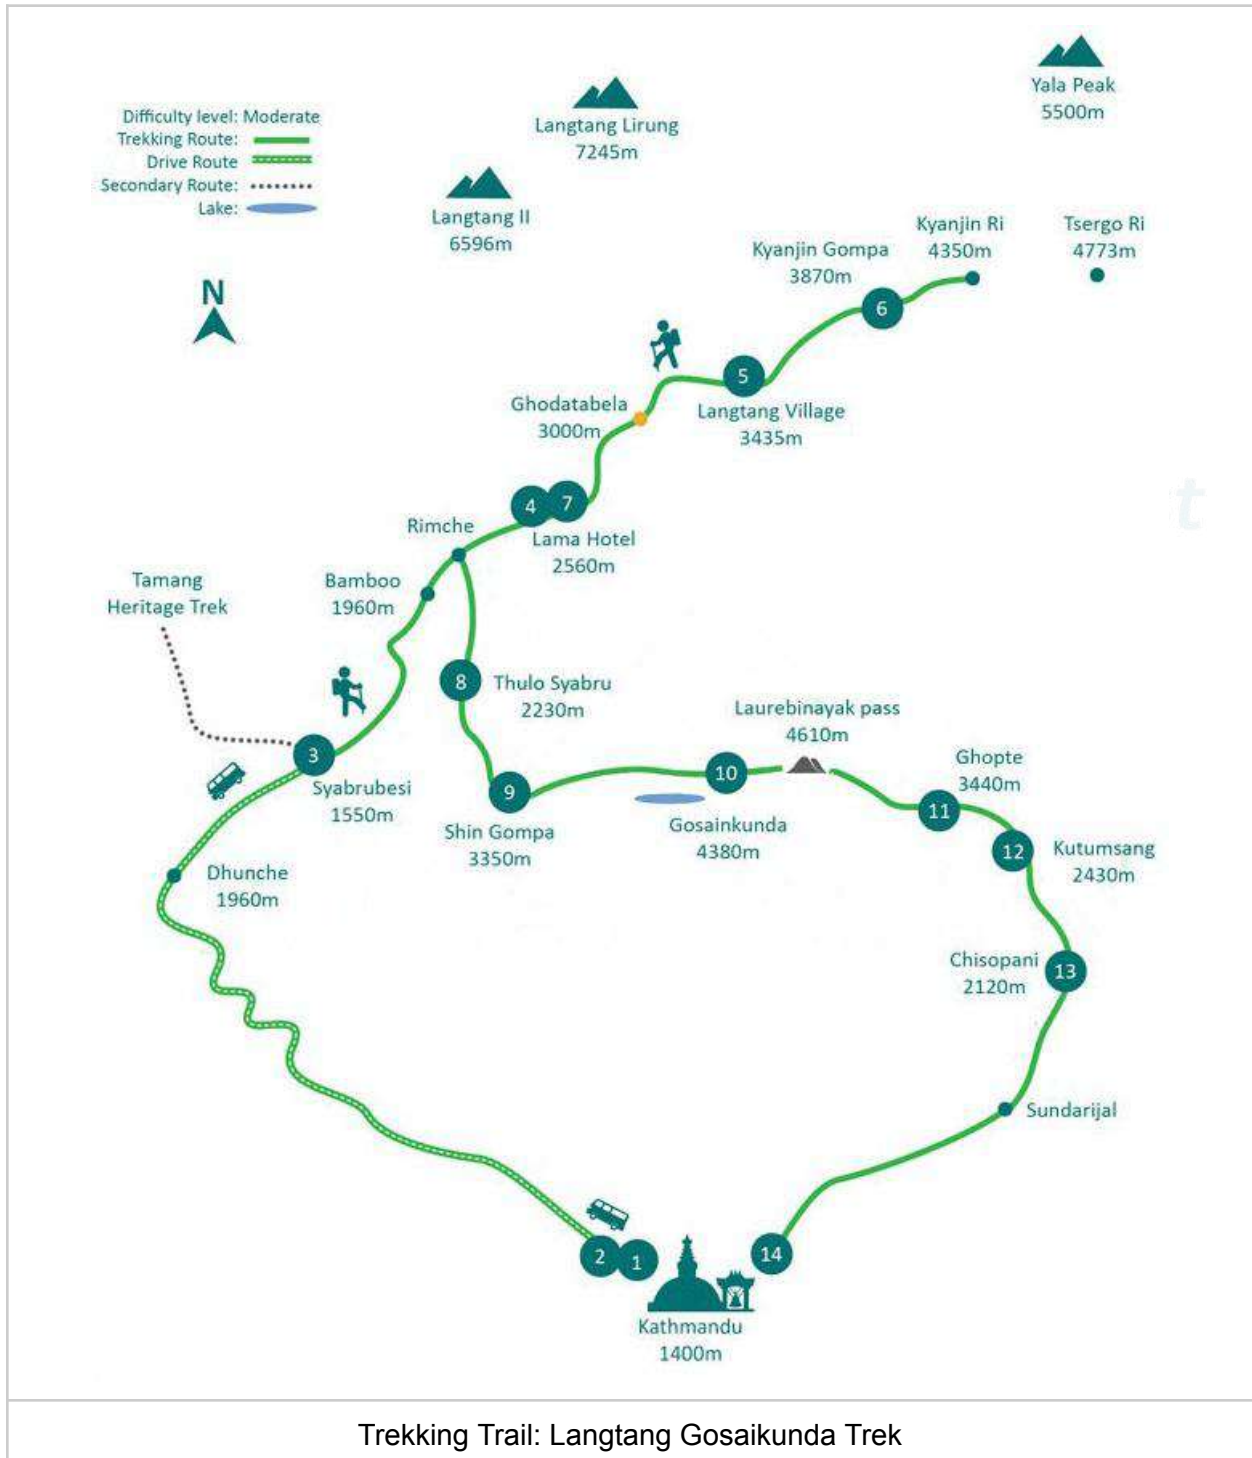 Yala Peak
5500m
Langtang Lirung
7245m
Difficulty level: Moderate
Trekking Route:
Drive Route
Secondary Route:
Lake:
Langtang II
6596m
N
Kyanjin Ri
4350m
Tsergo Ri
4773m
Kyanjin Gompa
3870m
6
5
Langtang Village
3435m
Ghodatabela
3000m
t
4
7
Lama Hotel
2560m
Rimche
Bamboo
1960m
Tamang
Heritage Trek
8
Thulo Syabru
2230m
3
Syabrubesi
1550m
Laurebinayak pass
4610m
9
Shin Gompa
3350m
10
Gosainkunda
4380m
Ghopte
3440m
11
12
Kutumsang
2430m
Dhunche
1960m
Chisopani
2120m
13
Sundarijal
2
1
14
Kathmandu
1400m
Trekking Trail: Langtang Gosaikunda Trek